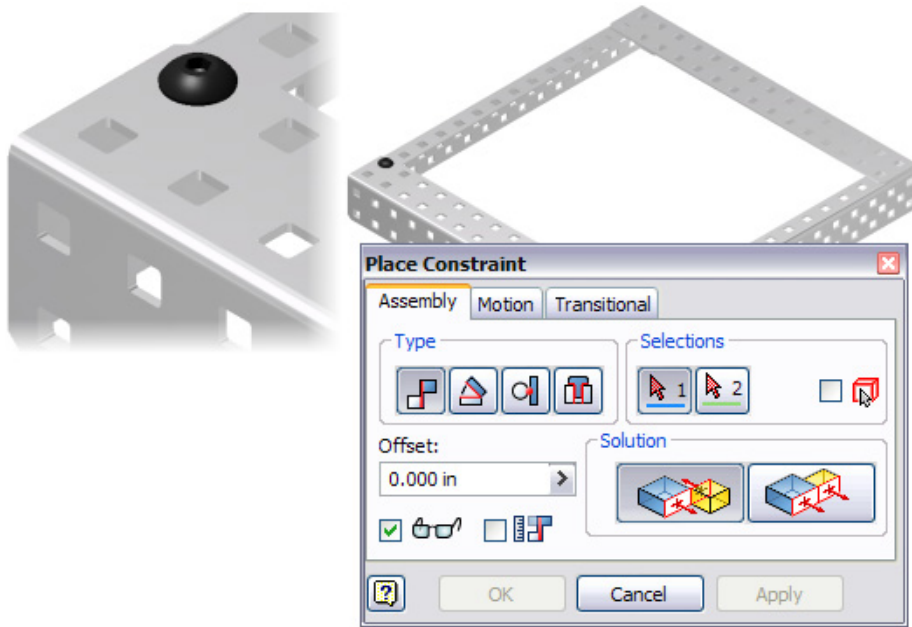 Place Constraint
Assembly Motion Transitional
Type
Selections
1 2
Offset:
0.000 in
Solution
?
OK Cancel Apply